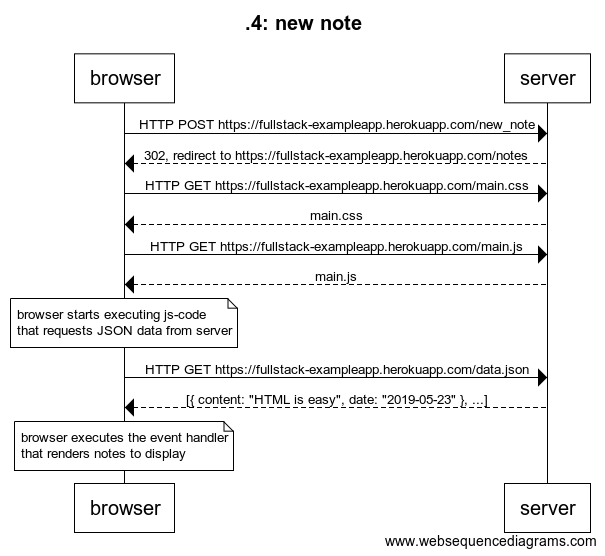 .4: new note
browser
server
HTTP POST https://fullstack-exampleapp.herokuapp.com/new_note
302, redirect to https://fullstack-exampleapp.herokuapp.com/notes
HTTP GET https://fullstack-exampleapp.herokuapp.com/main.css
main.css
HTTP GET https://fullstack-exampleapp.herokuapp.com/main.js
main.js
browser starts executing js-code
that requests JSON data from server
HTTP GET https://fullstack-exampleapp.herokuapp.com/data.json
[{ content: "HTML is easy", date: "2019-05-23" }, ...]
browser executes the event handler
that renders notes to display
browser
server
www.websequencediagrams.com